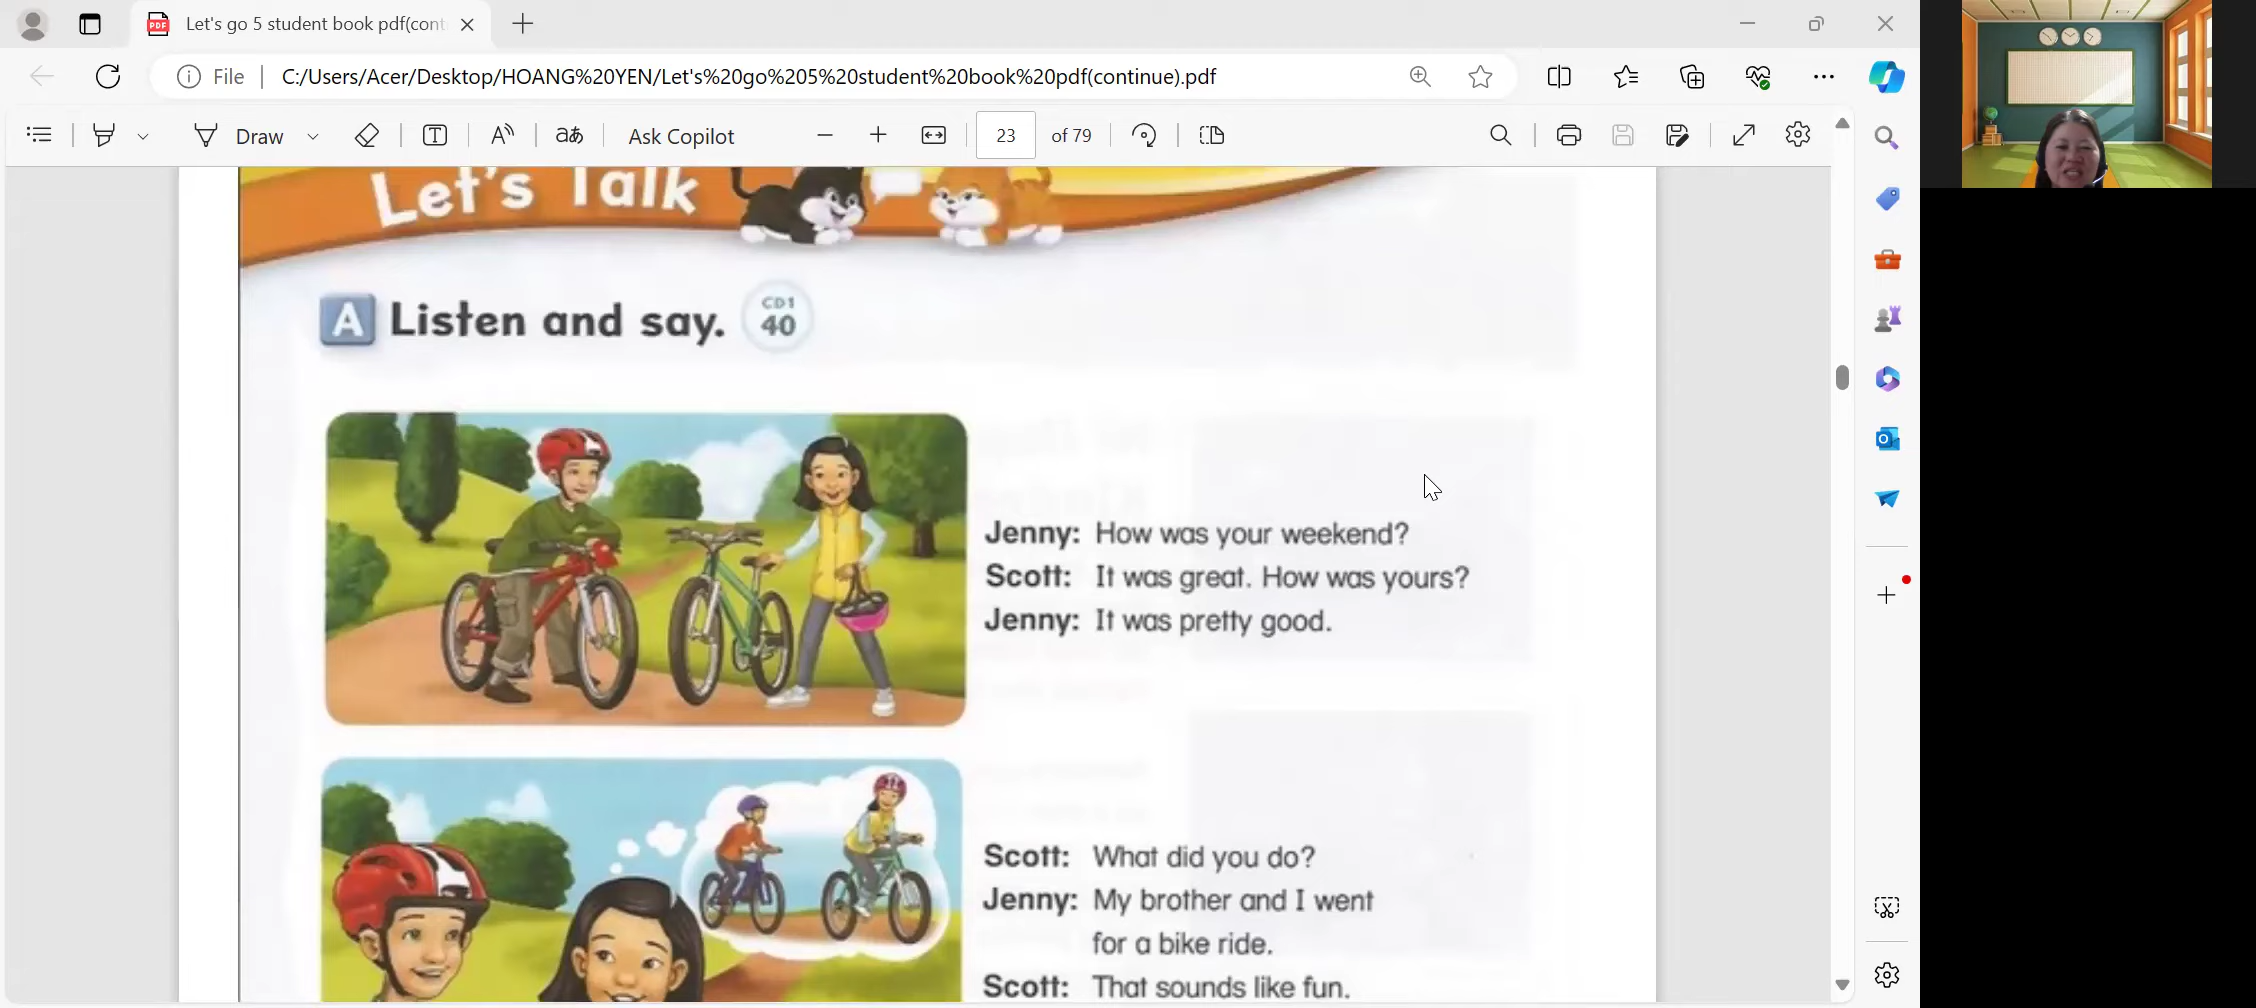 Let's go 5 student book pdf(cont
File
C:/Users/Acer/Desktop/HOANG%20YEN/Let's%20go%205%20student%20book%20pdf(continue).pdf
Draw
Ask Copilot
23 of 79
Let's Talk
A Listen and say. CD1 40
Jenny: How was your weekend?
Scott: It was great. How was yours?
Jenny: It was pretty good.
Scott: What did you do?
Jenny: My brother and I went
for a bike ride.
Scott: That sounds like fun.